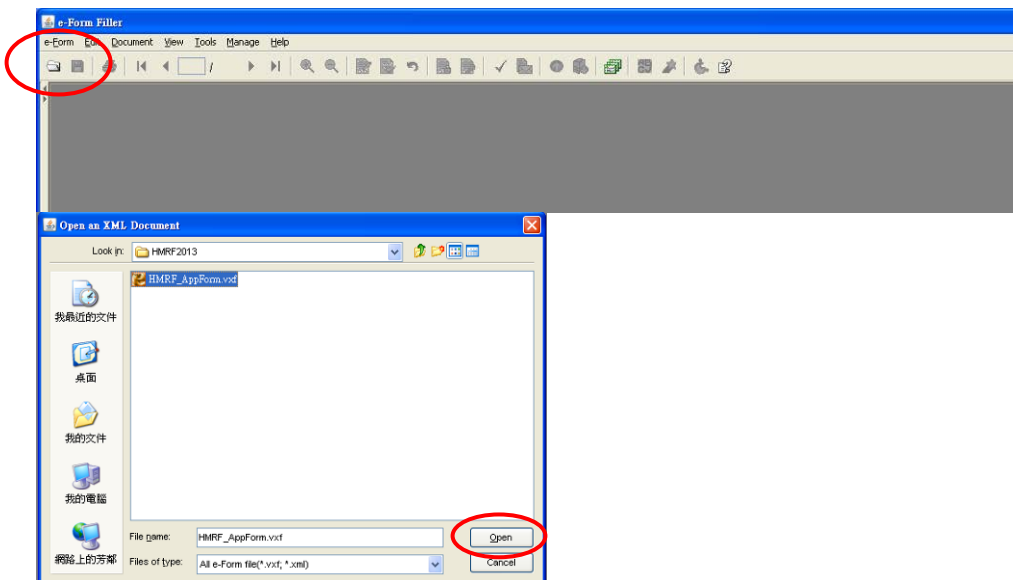 e-Form Filler
e-Form Edit Document View Tools Manage Help
/
Open an XML Document
Look in: HMRF2013
HMRF_AppForm.vxf
我最近的文件
桌面
我的文件
我的電腦
網路上的芳鄰
File name: HMRF_AppForm.vxf Open
Files of type: All e-Form file(*.vxf; *.xml) Cancel